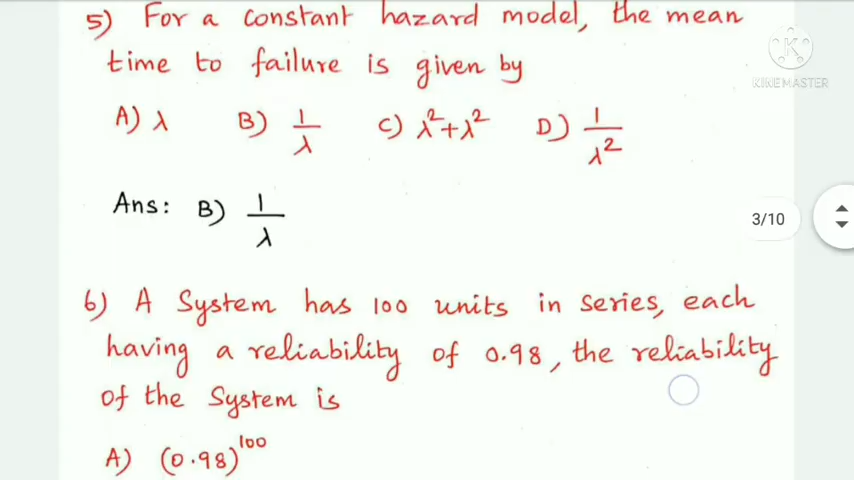 5) For a constant hazard model, the mean
time to failure is given by
A) λ B) 1/λ C) λ²+λ² D) 1/λ²
Ans: B) 1/λ
6) A System has 100 units in series, each
having a reliability of 0.98, the reliability
of the System is
A) (0.98)¹⁰⁰
K
KINEMASTER
3/10